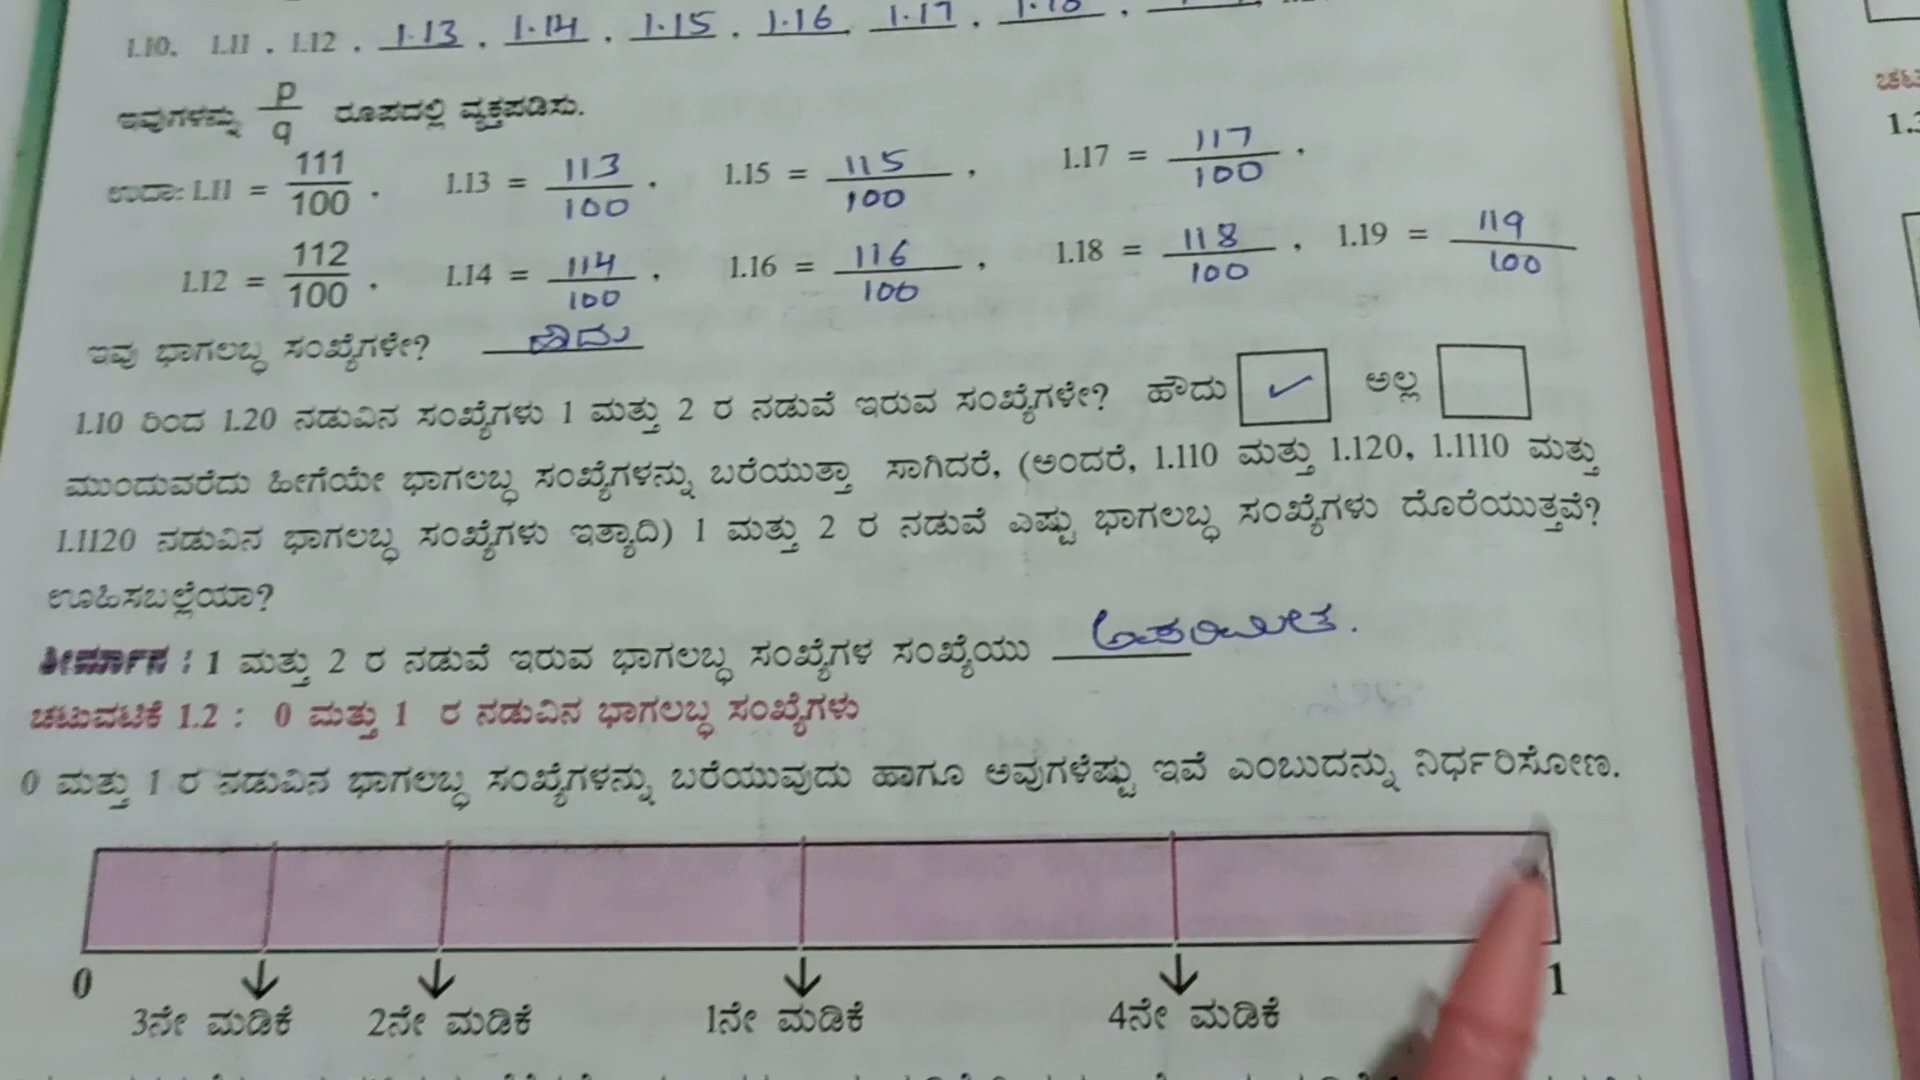 1.10, 1.11, 1.12, 1.13, 1.14, 1.15, 1.16, 1.17, 1.18,
ಇವುಗಳನ್ನು p/q ರೂಪದಲ್ಲಿ ವ್ಯಕ್ತಪಡಿಸು.
ಉದಾ: 1.11 = 111/100, 1.13 = 113/100, 1.15 = 115/100, 1.17 = 117/100,
1.12 = 112/100, 1.14 = 114/100, 1.16 = 116/100, 1.18 = 118/100, 1.19 = 119/100
ಇವು ಭಾಗಲಬ್ಧ ಸಂಖ್ಯೆಗಳೇ? ಹೌದು
1.10 ರಿಂದ 1.20 ನಡುವಿನ ಸಂಖ್ಯೆಗಳು 1 ಮತ್ತು 2 ರ ನಡುವೆ ಇರುವ ಸಂಖ್ಯೆಗಳೇ? ಹೌದು ✓ ಅಲ್ಲ
ಮುಂದುವರೆದು ಹೀಗೆಯೇ ಭಾಗಲಬ್ಧ ಸಂಖ್ಯೆಗಳನ್ನು ಬರೆಯುತ್ತಾ ಸಾಗಿದರೆ, (ಅಂದರೆ, 1.110 ಮತ್ತು 1.120, 1.1110 ಮತ್ತು
1.1120 ನಡುವಿನ ಭಾಗಲಬ್ಧ ಸಂಖ್ಯೆಗಳು ಇತ್ಯಾದಿ) 1 ಮತ್ತು 2 ರ ನಡುವೆ ಎಷ್ಟು ಭಾಗಲಬ್ಧ ಸಂಖ್ಯೆಗಳು ದೊರೆಯುತ್ತವೆ?
ಊಹಿಸಬಲ್ಲೆಯಾ?
ತೀರ್ಮಾನ : 1 ಮತ್ತು 2 ರ ನಡುವೆ ಇರುವ ಭಾಗಲಬ್ಧ ಸಂಖ್ಯೆಗಳ ಸಂಖ್ಯೆಯು ಅಪರಿಮಿತ.
ಚಟುವಟಿಕೆ 1.2 : 0 ಮತ್ತು 1 ರ ನಡುವಿನ ಭಾಗಲಬ್ಧ ಸಂಖ್ಯೆಗಳು
0 ಮತ್ತು 1 ರ ನಡುವಿನ ಭಾಗಲಬ್ಧ ಸಂಖ್ಯೆಗಳನ್ನು ಬರೆಯುವುದು ಹಾಗೂ ಅವುಗಳೆಷ್ಟು ಇವೆ ಎಂಬುದನ್ನು ನಿರ್ಧರಿಸೋಣ.
0 1
3ನೇ ಮಡಿಕೆ 2ನೇ ಮಡಿಕೆ 1ನೇ ಮಡಿಕೆ 4ನೇ ಮಡಿಕೆ